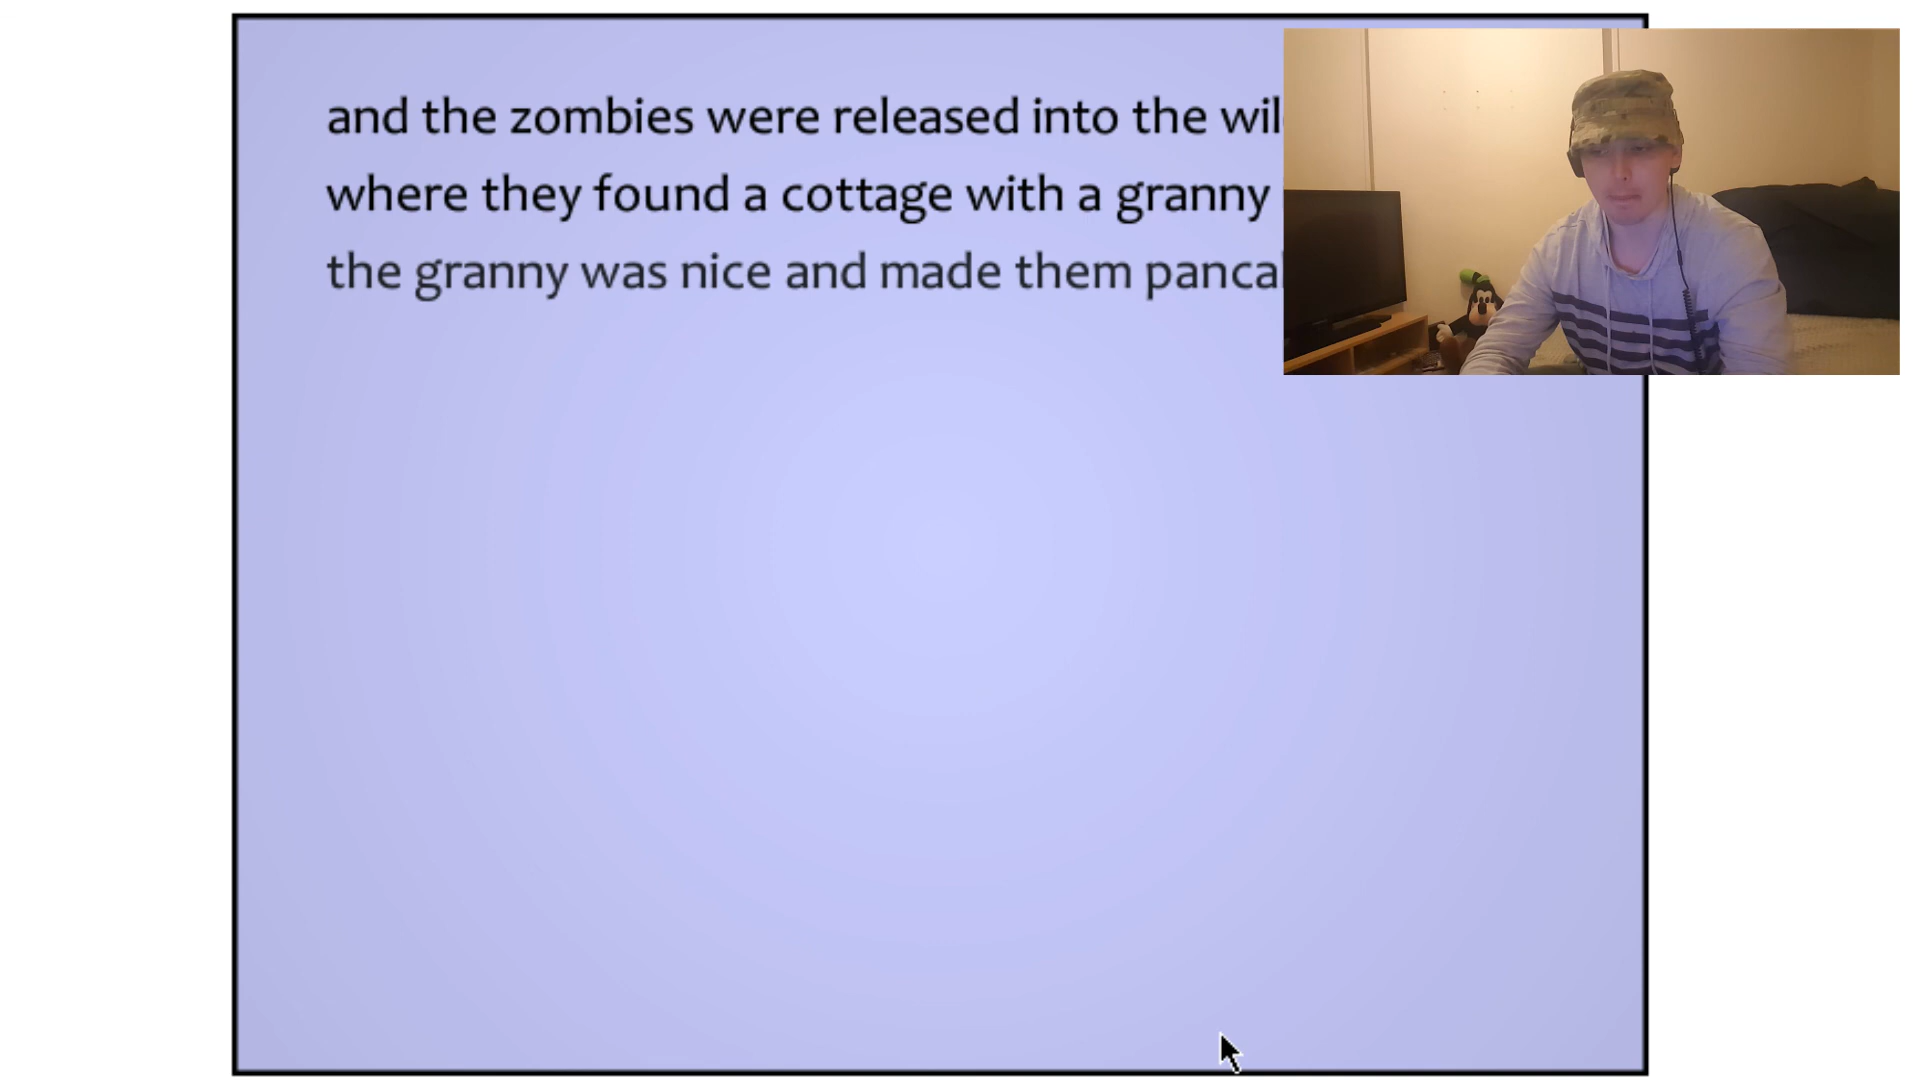 and the zombies were released into the
where they found a cottage with a granny
the granny was nice and made them